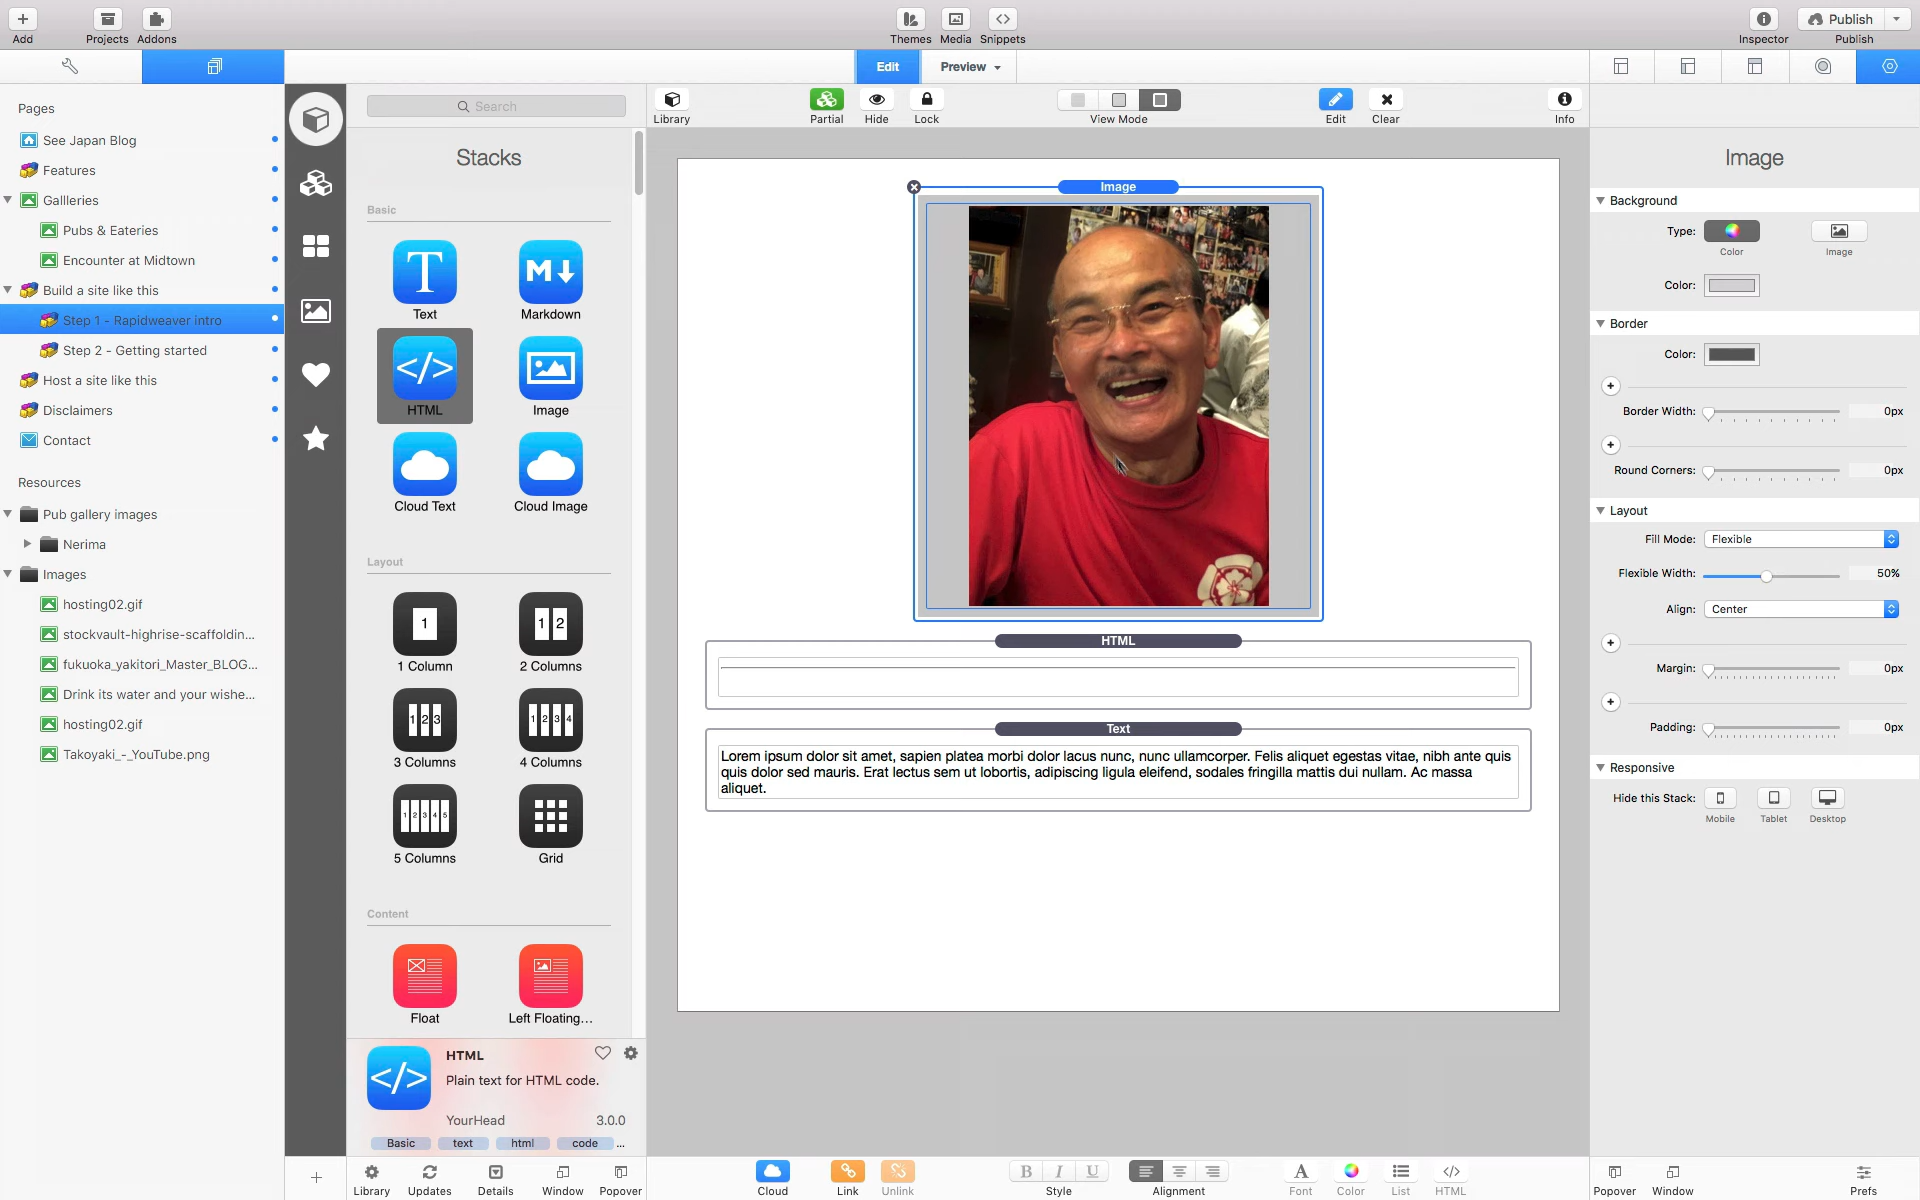 Add
Projects
Addons
Themes
Media
Snippets
Inspector
Publish
Publish
Edit
Preview
Pages
See Japan Blog
Features
Gallleries
Pubs & Eateries
Encounter at Midtown
Build a site like this
Step 1 - Rapidweaver intro
Step 2 - Getting started
Host a site like this
Disclaimers
Contact
Resources
Pub gallery images
Nerima
Images
hosting02.gif
stockvault-highrise-scaffoldin...
fukuoka_yakitori_Master_BLOG...
Drink its water and your wishe...
hosting02.gif
Takoyaki_-_YouTube.png
Search
Stacks
Basic
Text
Markdown
HTML
Image
Cloud Text
Cloud Image
Layout
1 Column
2 Columns
3 Columns
4 Columns
5 Columns
Grid
Content
Float
Left Floating...
HTML
Plain text for HTML code.
YourHead 3.0.0
Basic text html code ...
Library
Updates
Details
Window
Popover
Library
Partial
Hide
Lock
View Mode
Edit
Clear
Info
Image
HTML
Text
Lorem ipsum dolor sit amet, sapien platea morbi dolor lacus nunc, nunc ullamcorper. Felis aliquet egestas vitae, nibh ante quis
quis dolor sed mauris. Erat lectus sem ut lobortis, adipiscing ligula eleifend, sodales fringilla mattis dui nullam. Ac massa
aliquet.
Cloud
Link
Unlink
B I U
Style
Alignment
A
Font
Color
List
HTML
Image
Background
Type:
Color
Image
Color:
Border
Color:
Border Width: 0px
Round Corners: 0px
Layout
Fill Mode: Flexible
Flexible Width: 50%
Align: Center
Margin: 0px
Padding: 0px
Responsive
Hide this Stack:
Mobile
Tablet
Desktop
Popover
Window
Prefs